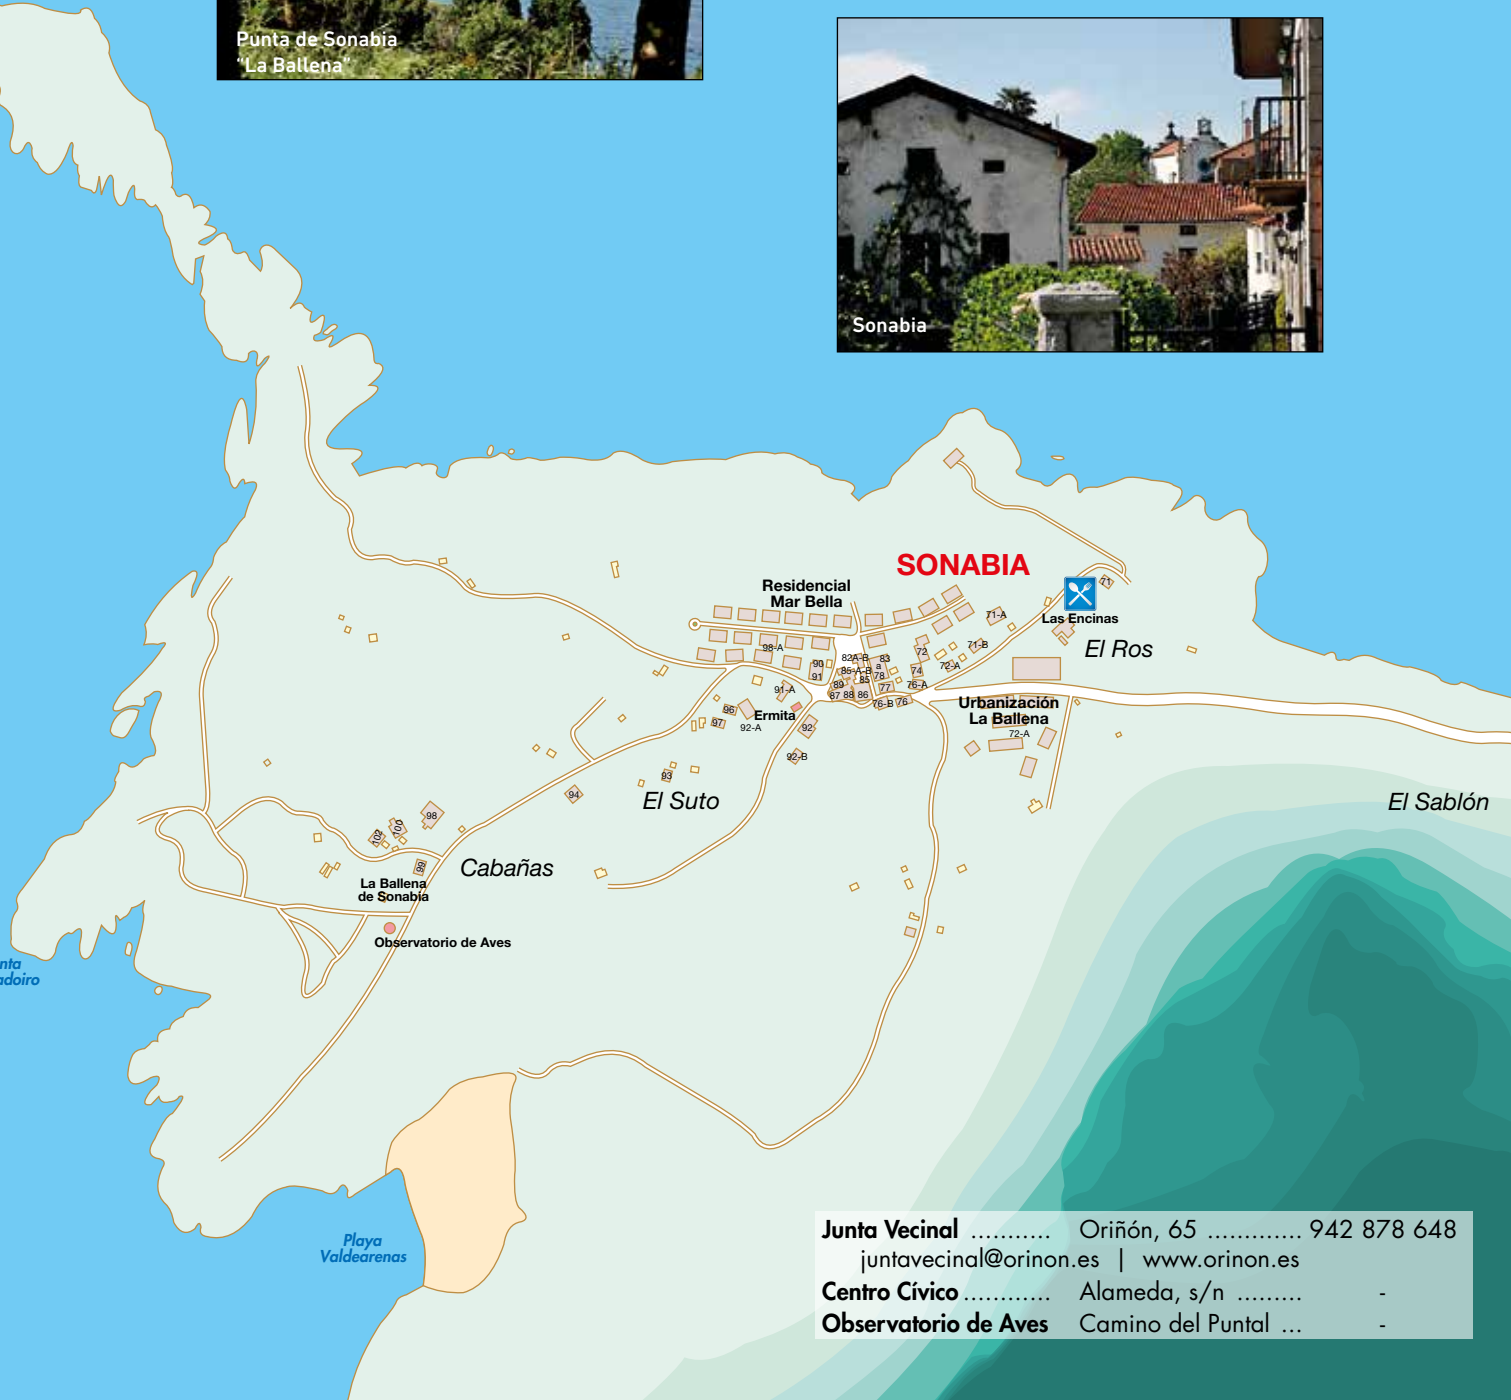 Punta de Sonabia
"La Ballena"
Sonabia
SONABIA
Residencial
Mar Bella
71
Las Encinas
71-A
El Ros
71-B
72
98-A
82A-B
83
a
90
72-A
85-A-B
74
91
78
85
89
77
76-A
91-A
87
88
86
76-B
76
Urbanización
La Ballena
96
Ermita
97
92-A
92
72-A
92-B
93
94
El Suto
El Sablón
98
100
102
99
Cabañas
La Ballena
de Sonabia
Observatorio de Aves
nta
adoiro
Playa
Valdearenas
Junta Vecinal ........... Oriñón, 65 ............. 942 878 648
juntavecinal@orinon.es | www.orinon.es
Centro Cívico ............ Alameda, s/n ......... -
Observatorio de Aves Camino del Puntal ... -